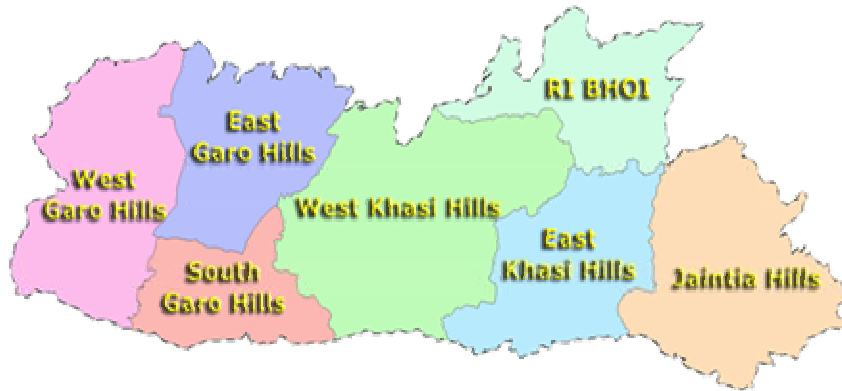 RI BHOI
East
Garo Hills
West
Garo Hills
West Khasi Hills
East
Khasi Hills
South
Garo Hills
Jaintia Hills